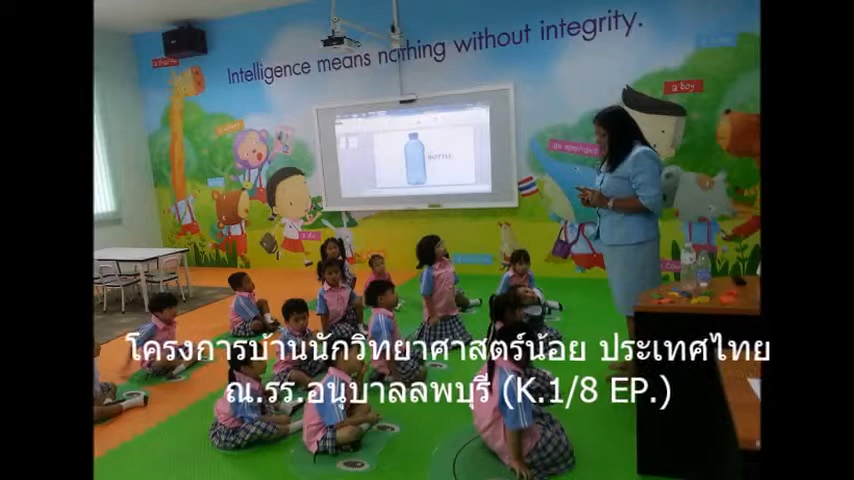 Intelligence means nothing without integrity,
a giraffe
a boy
BOTTLE
a girl
โครงการบ้านนักวิทยาศาสตร์น้อย ประเทศไทย
ณ.รร.อนุบาลลพบุรี (K.1/8 EP.)